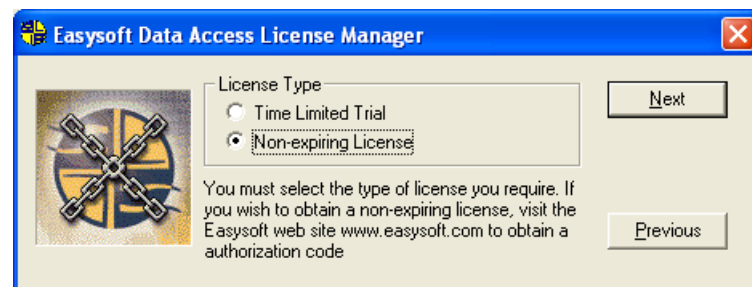 Easysoft Data Access License Manager
License Type
Time Limited Trial
Non-expiring License
Next
You must select the type of license you require. If
you wish to obtain a non-expiring license, visit the
Easysoft web site www.easysoft.com to obtain a
authorization code
Previous